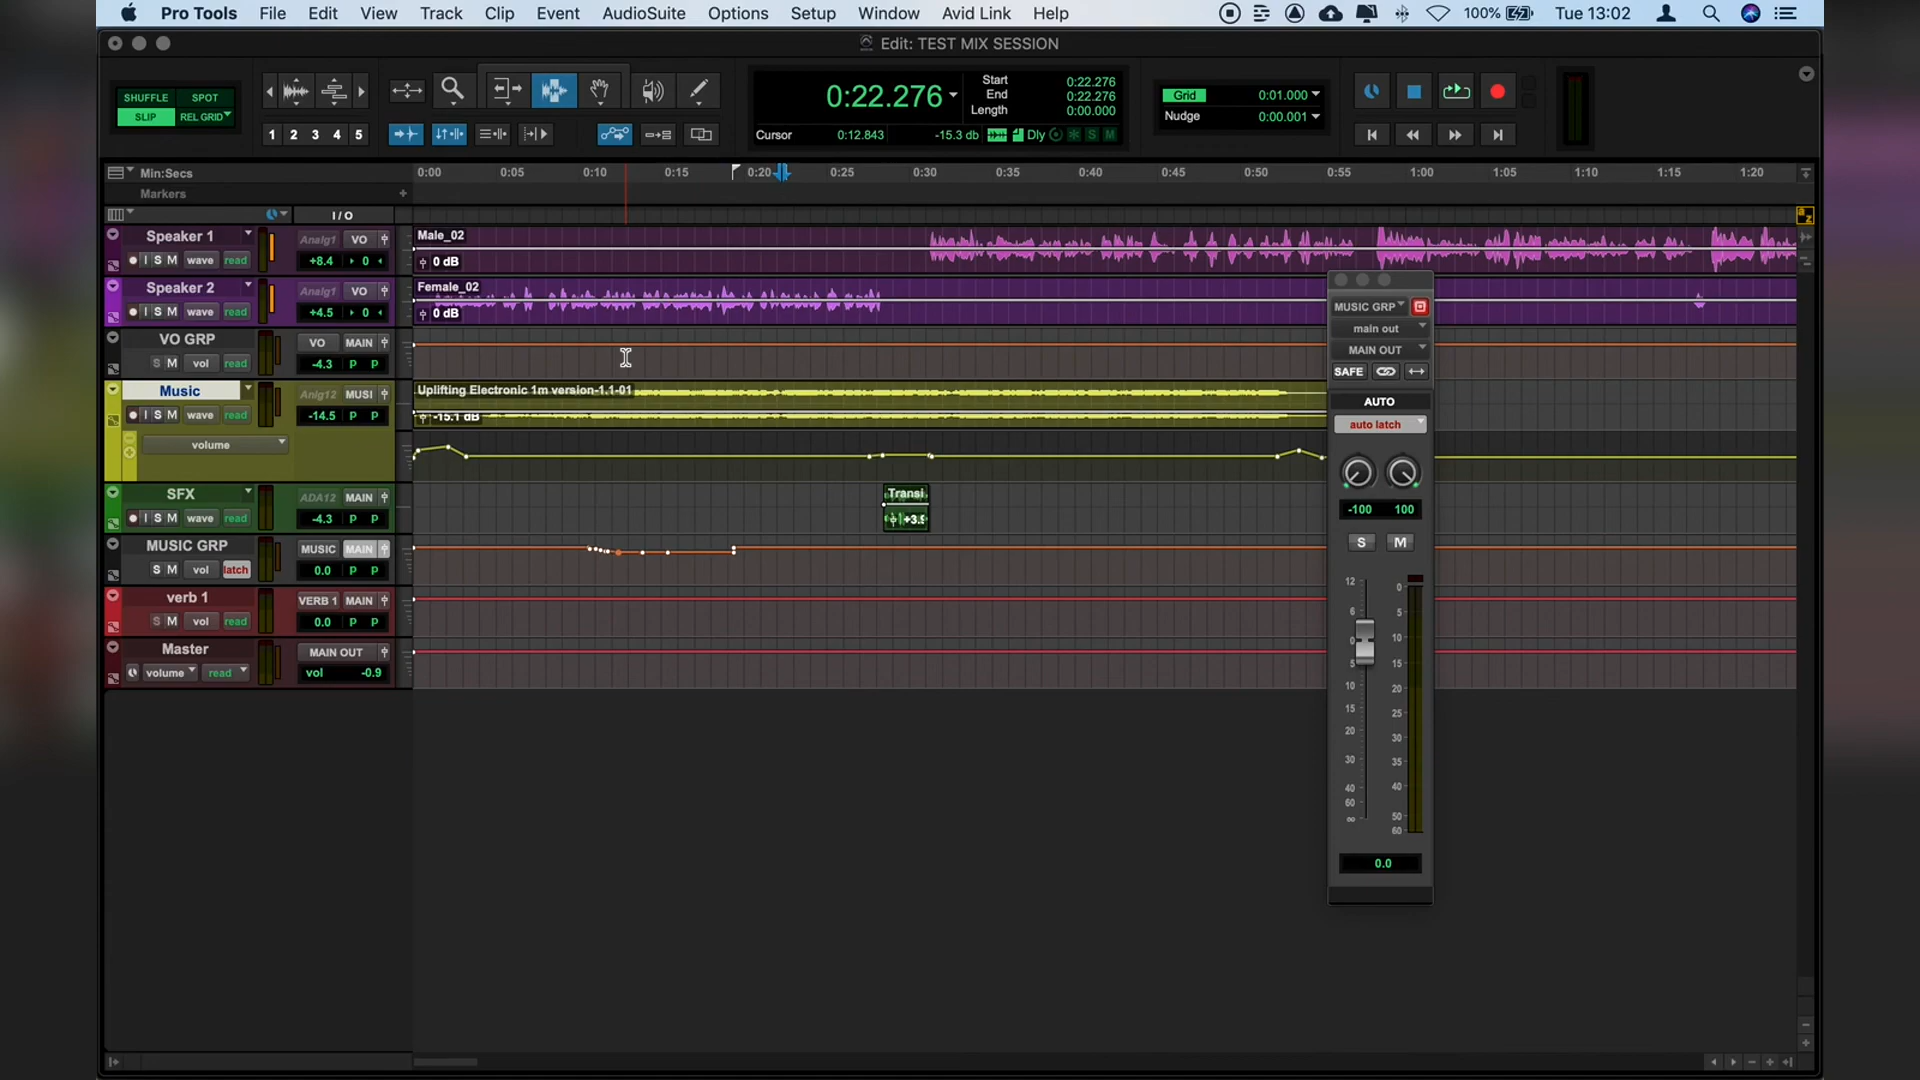 Pro Tools File Edit View Track Clip Event AudioSuite Options Setup Window Avid Link Help 100% Tue 13:02
Edit: TEST MIX SESSION
SHUFFLE SPOT
SLIP REL GRID
1 2 3 4 5
0:22.276
Start 0:22.276
End 0:22.276
Length 0:00.000
Cursor 0:12.843 -15.3 db Dly S M
Grid 0:01.000
Nudge 0:00.001
Min:Secs 0:00 0:05 0:10 0:15 0:20 0:25 0:30 0:35 0:40 0:45 0:50 0:55 1:00 1:05 1:10 1:15 1:20
Markers
I / O
a z
Speaker 1 Analg1 VO
I S M wave read +8.4 0
Male_02
0 dB
Speaker 2 Analg1 VO
I S M wave read +4.5 0
Female_02
0 dB
VO GRP VO MAIN
S M vol read -4.3 P P
Music Anlg12 MUSI
I S M wave read -14.5 P P
Uplifting Electronic 1m version-1.1-01
-15.1 dB
volume
SFX ADA12 MAIN
I S M wave read -4.3 P P
Transi
MUSIC GRP MUSIC MAIN
S M vol latch 0.0 P P
verb 1 VERB 1 MAIN
S M vol read 0.0 P P
Master MAIN OUT
volume read vol -0.9
MUSIC GRP
main out
MAIN OUT
SAFE
AUTO
auto latch
-100 100
S M
12 0
6 5
0 10
5 15
10 20
15 25
20 30
30 35
40 40
60 50
∞ 60
0.0